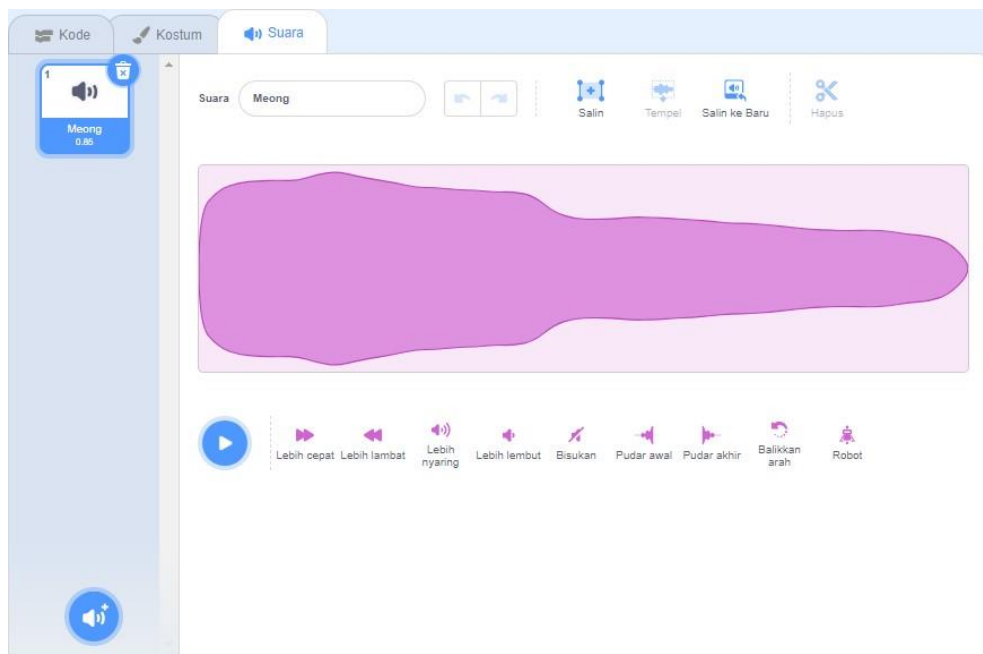 Kode
Kostum
Suara
1
Meong
0.85
Suara
Meong
Salin
Tempel
Salin ke Baru
Hapus
Lebih cepat
Lebih lambat
Lebih
nyaring
Lebih lembut
Bisukan
Pudar awal
Pudar akhir
Balikkan
arah
Robot